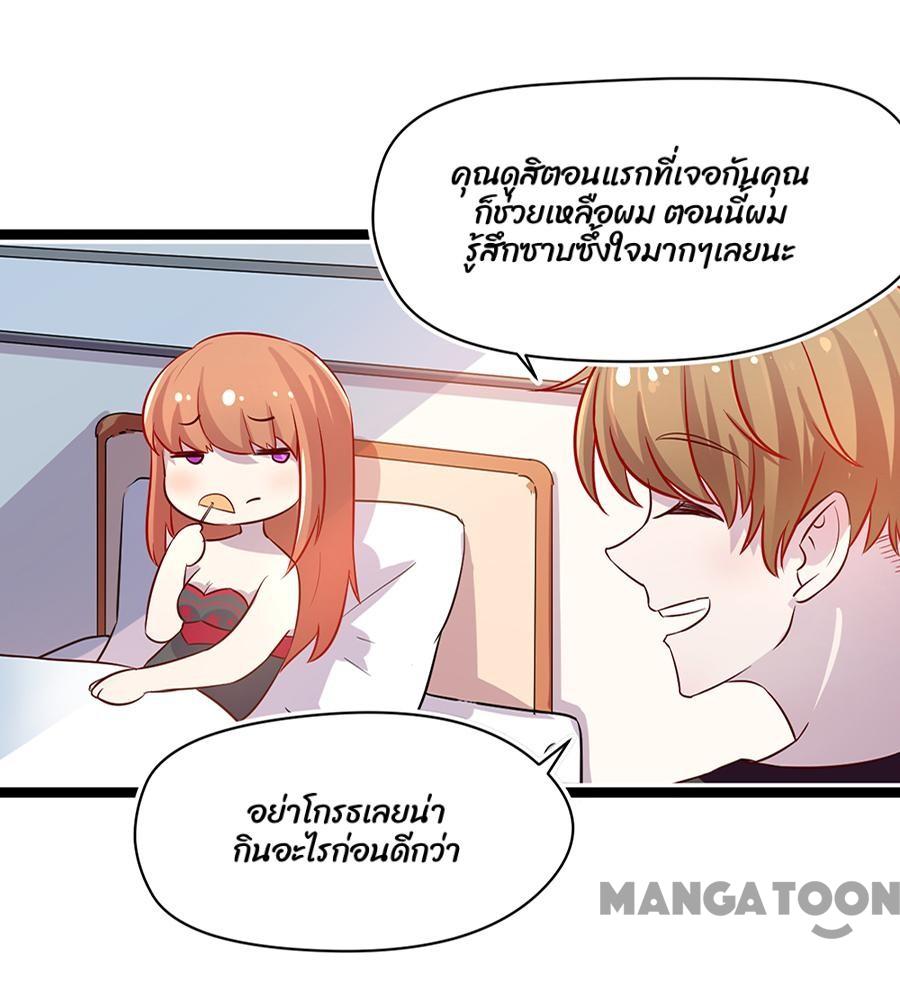 คุณดูสิตอนแรกที่เจอกันคุณ
ก็ช่วยเหลือผม ตอนนี้ผม
รู้สึกซาบซึ้งใจมากๆเลยนะ
อย่าโกรธเลยน่า
กินอะไรก่อนดีกว่า
MANGATOON